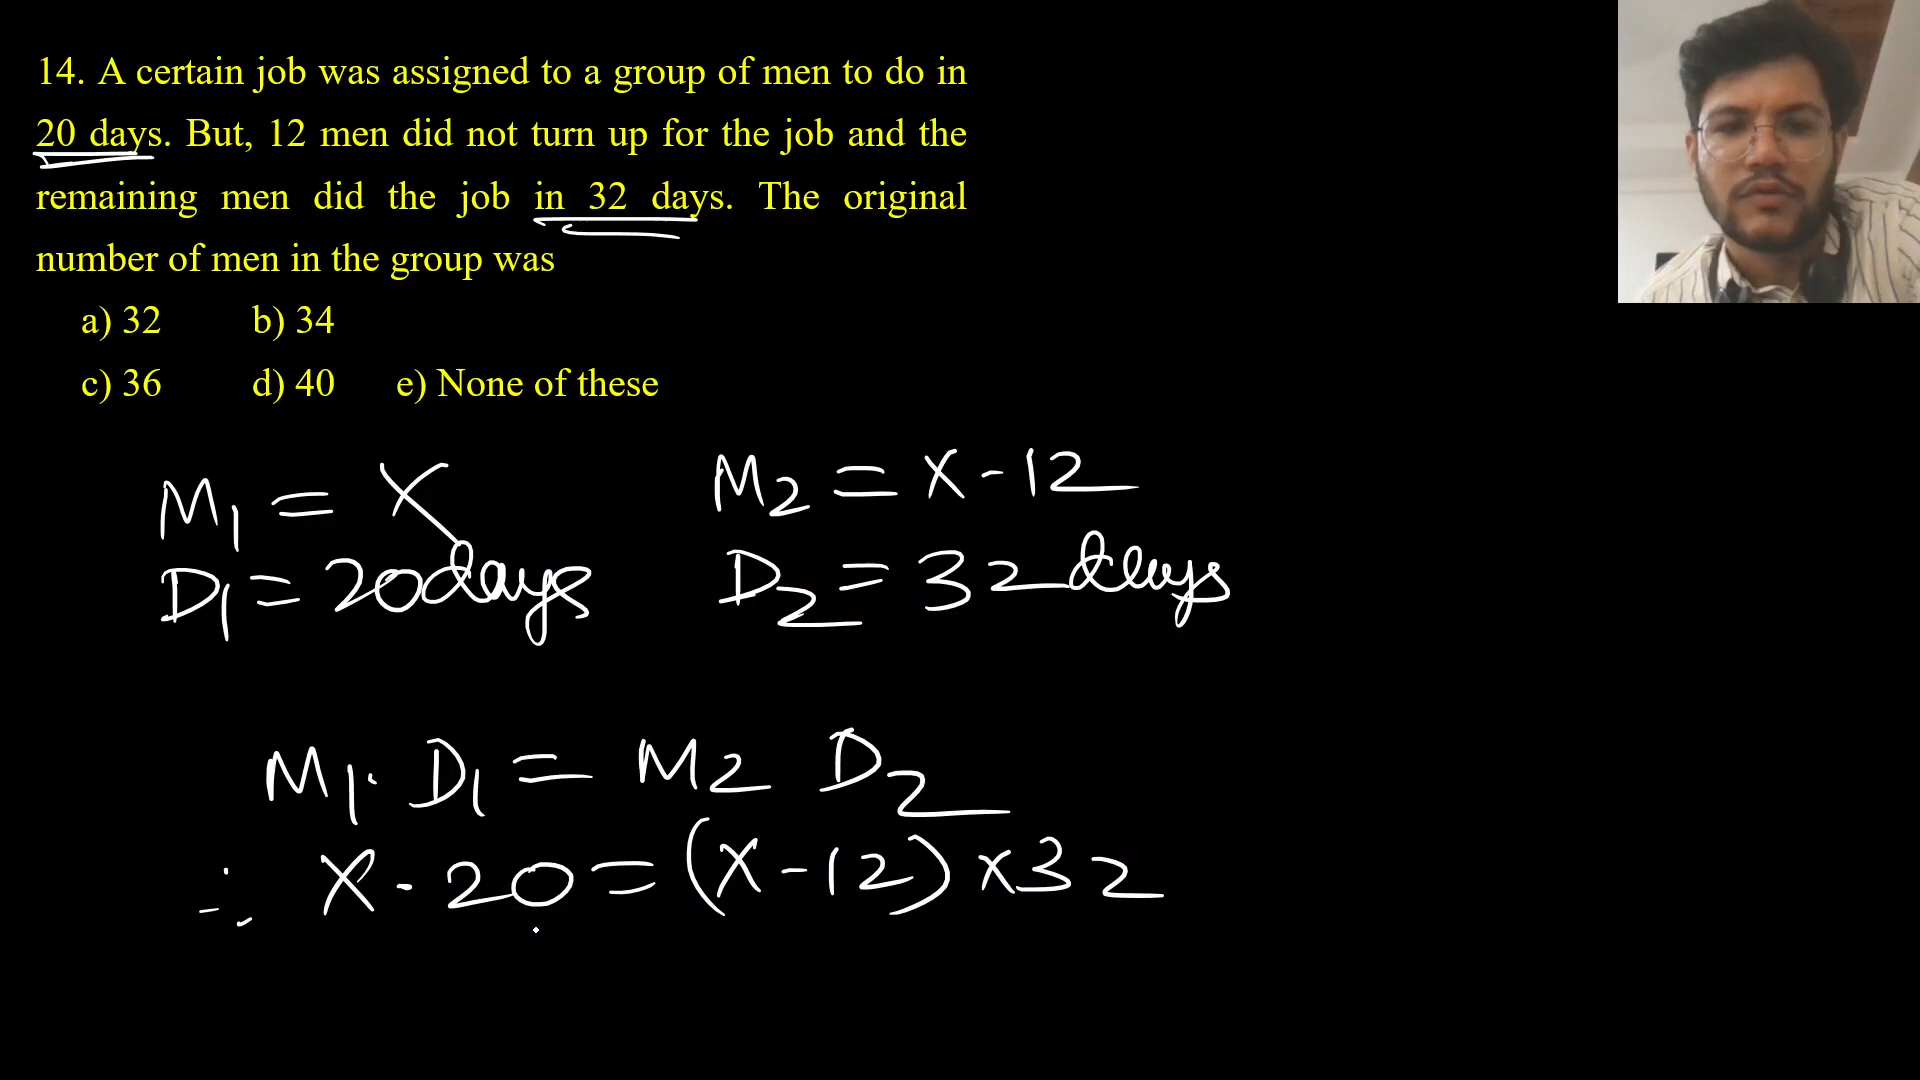 14. A certain job was assigned to a group of men to do in
20 days. But, 12 men did not turn up for the job and the
remaining men did the job in 32 days. The original
number of men in the group was
a) 32 b) 34
c) 36 d) 40 e) None of these
M1 = X M2 = X - 12
D1 = 20 days D2 = 32 days
M1 . D1 = M2 D2
∴ X . 20 = (X - 12) x 32